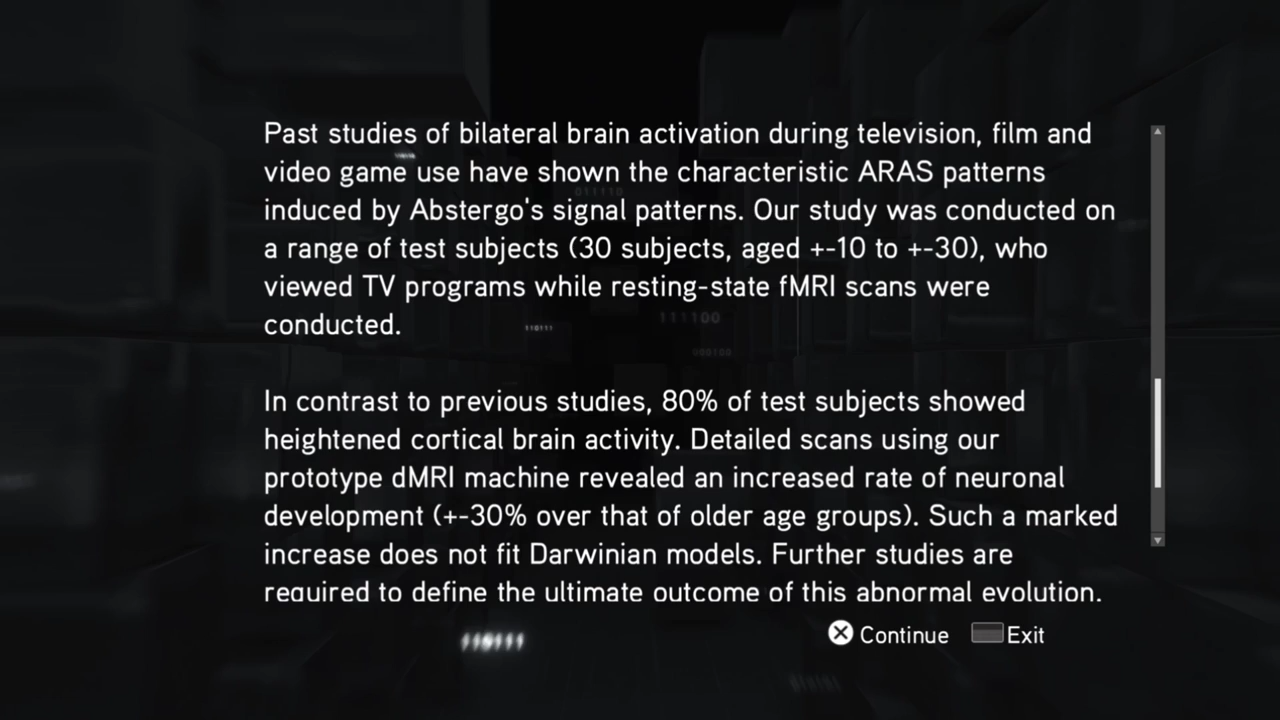 Past studies of bilateral brain activation during television, film and
video game use have shown the characteristic ARAS patterns
induced by Abstergo's signal patterns. Our study was conducted on
a range of test subjects (30 subjects, aged +-10 to +-30), who
viewed TV programs while resting-state fMRI scans were
conducted.
In contrast to previous studies, 80% of test subjects showed
heightened cortical brain activity. Detailed scans using our
prototype dMRI machine revealed an increased rate of neuronal
development (+-30% over that of older age groups). Such a marked
increase does not fit Darwinian models. Further studies are
required to define the ultimate outcome of this abnormal evolution.
Continue Exit
011110
110111
111100
000100